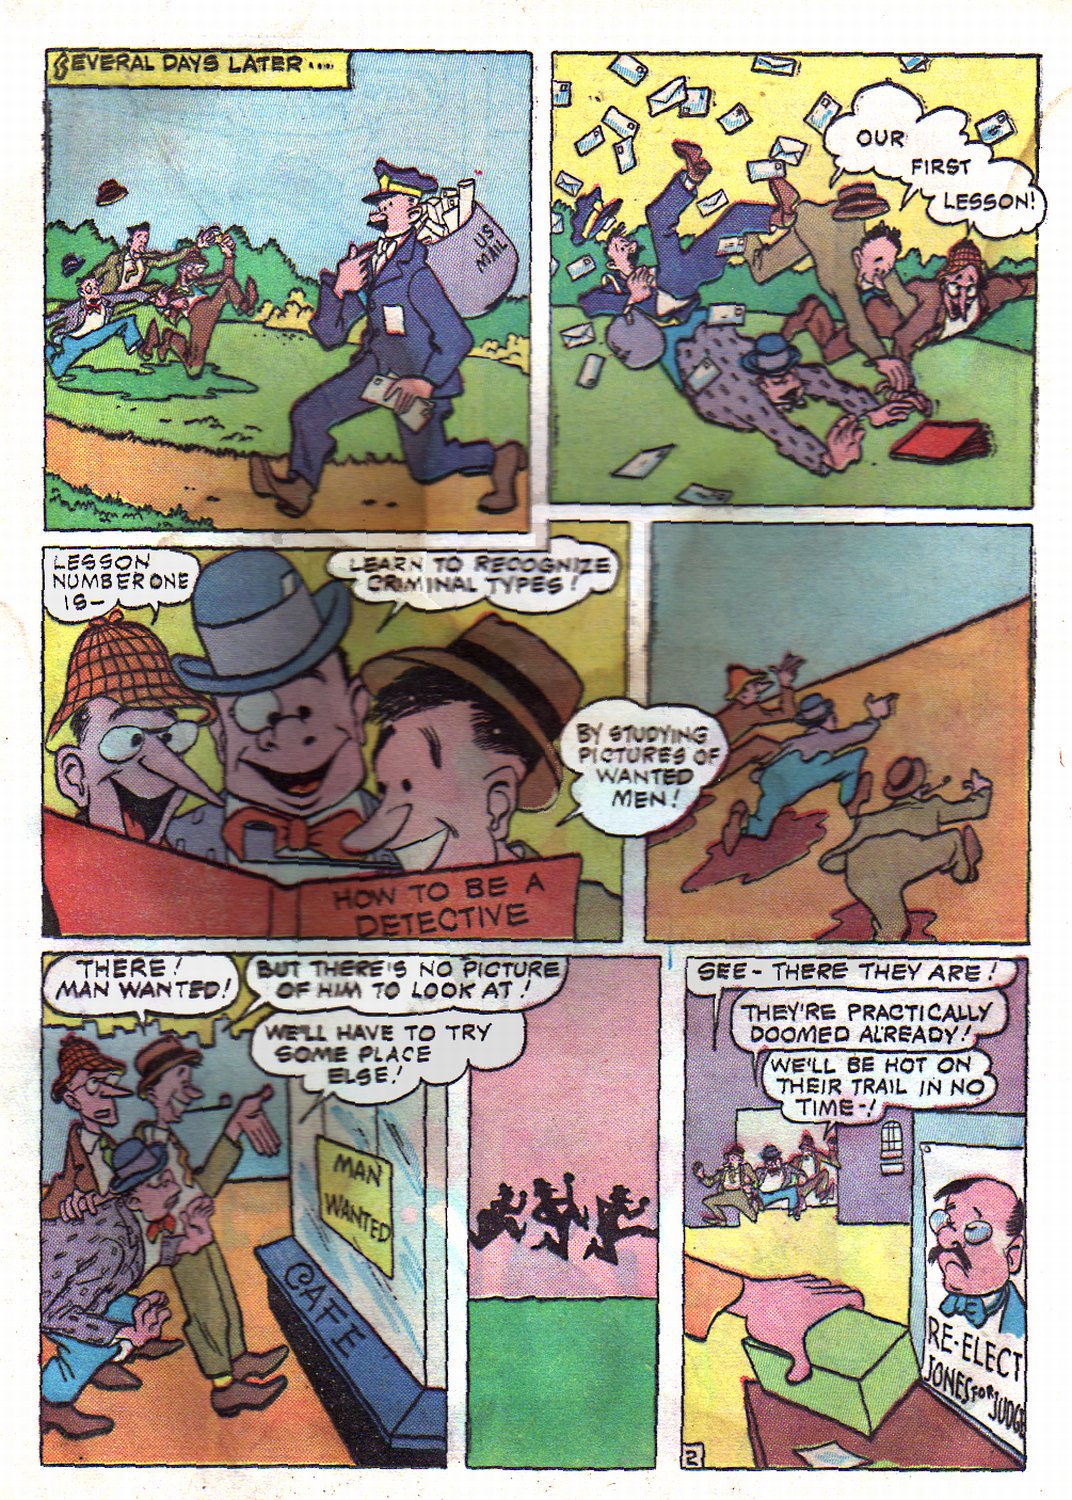 SEVERAL DAYS LATER....
US
MAIL
OUR
FIRST
LESSON!
LESSON
NUMBER ONE
IS-
LEARN TO RECOGNIZE
CRIMINAL TYPES!
HOW TO BE A
DETECTIVE
BY STUDYING
PICTURES OF
WANTED
MEN!
THERE!
MAN WANTED!
BUT THERE'S NO PICTURE
OF HIM TO LOOK AT!
WE'LL HAVE TO TRY
SOME PLACE
ELSE!
MAN
WANTED
CAFE
SEE- THERE THEY ARE!
THEY'RE PRACTICALLY
DOOMED ALREADY!
WE'LL BE HOT ON
THEIR TRAIL IN NO
TIME-!
RE-ELECT
JONES FOR JUDGE
2